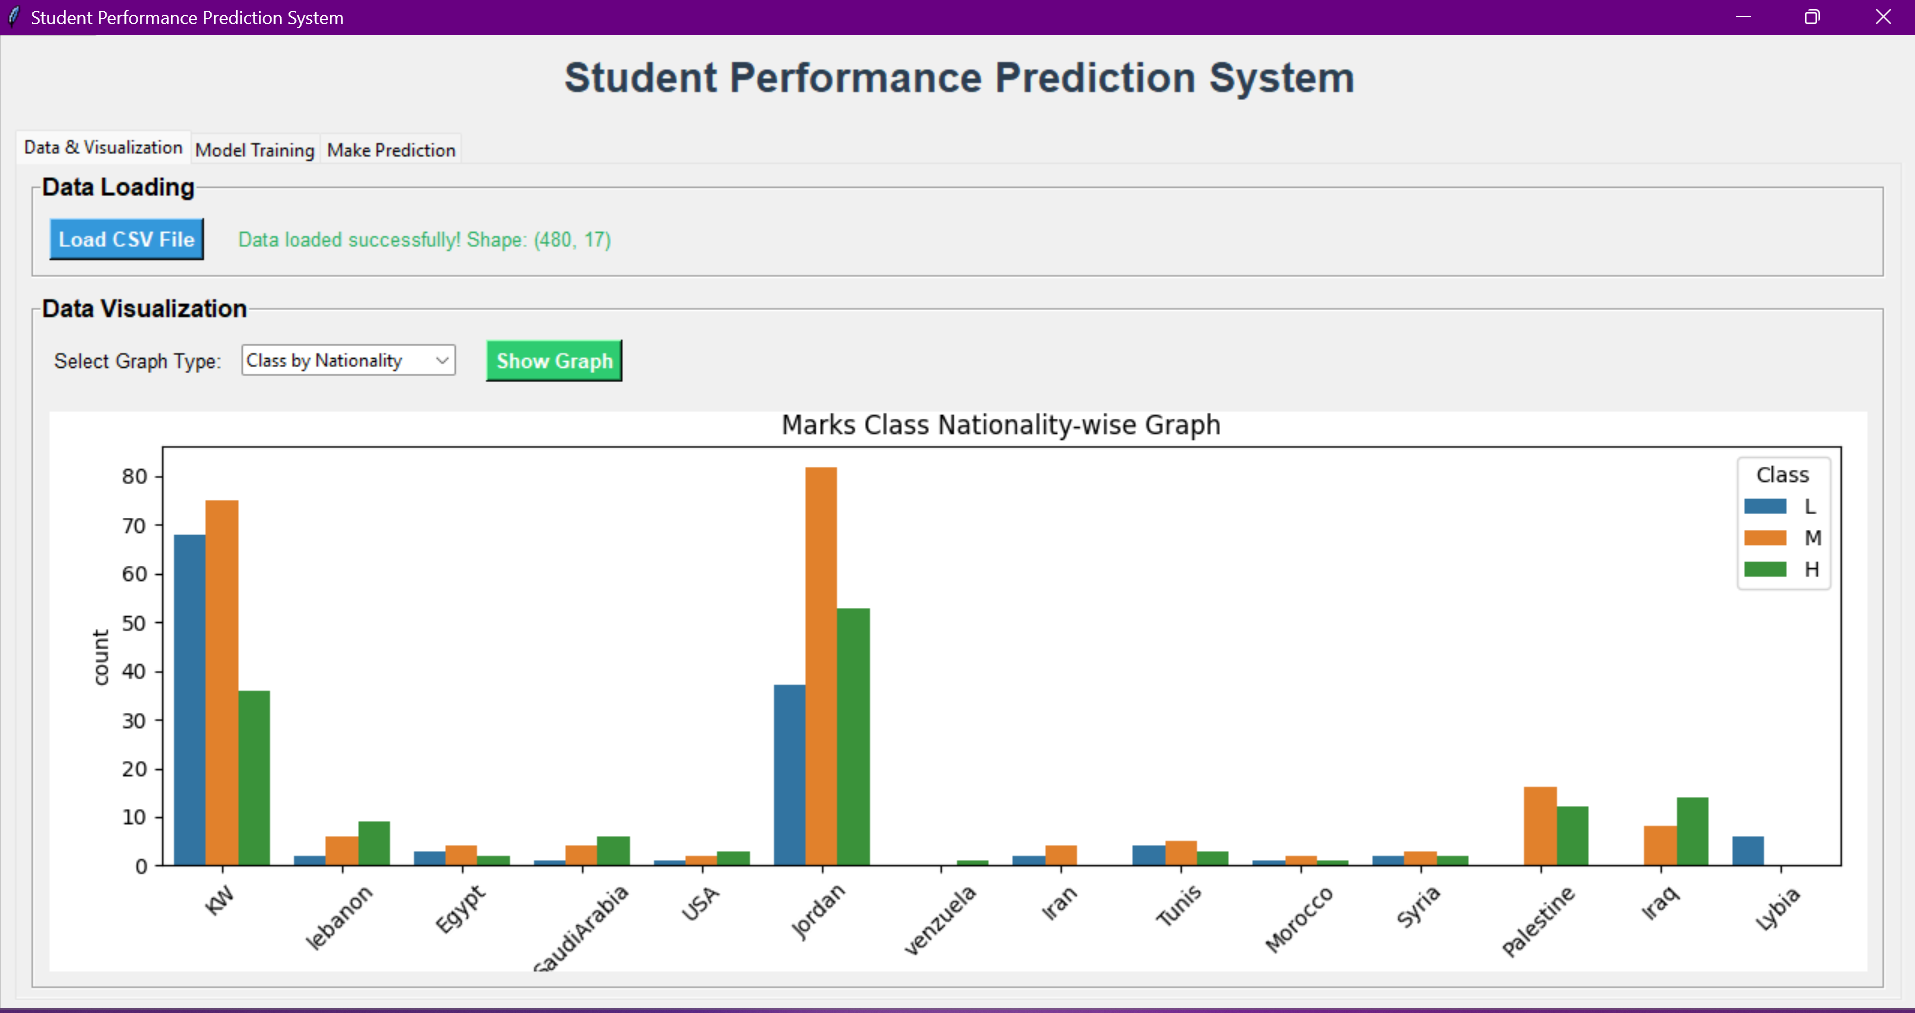 Student Performance Prediction System
Student Performance Prediction System
Data & Visualization Model Training Make Prediction
Data Loading
Load CSV File Data loaded successfully! Shape: (480, 17)
Data Visualization
Select Graph Type: Class by Nationality Show Graph
Marks Class Nationality-wise Graph
80
70
60
50
40
30
20
10
0
count
Class
L
M
H
KW lebanon Egypt SaudiArabia USA Jordan venzuela Iran Tunis Morocco Syria Palestine Iraq Lybia